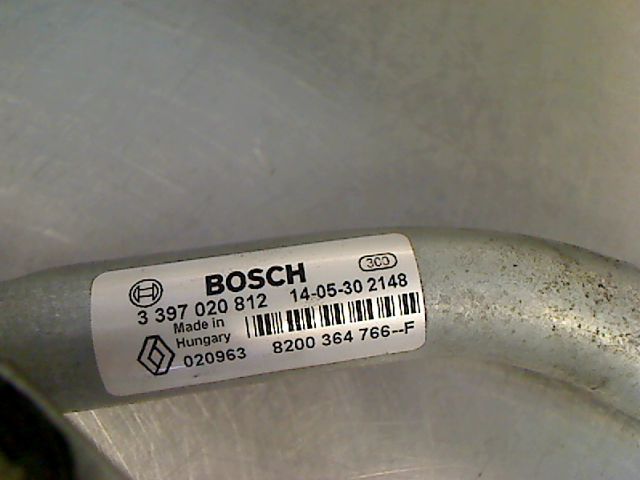 BOSCH 300
3 397 020 812 14-05-30 2148
Made in
Hungary
020963 8200 364 766--F